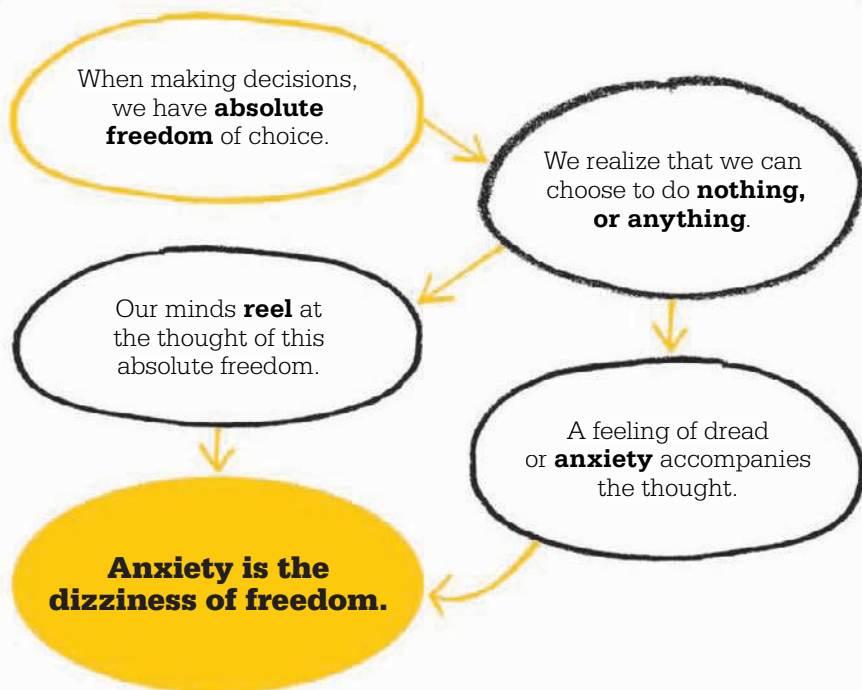 When making decisions,
we have absolute
freedom of choice.
We realize that we can
choose to do nothing,
or anything.
Our minds reel at
the thought of this
absolute freedom.
A feeling of dread
or anxiety accompanies
the thought.
Anxiety is the
dizziness of freedom.